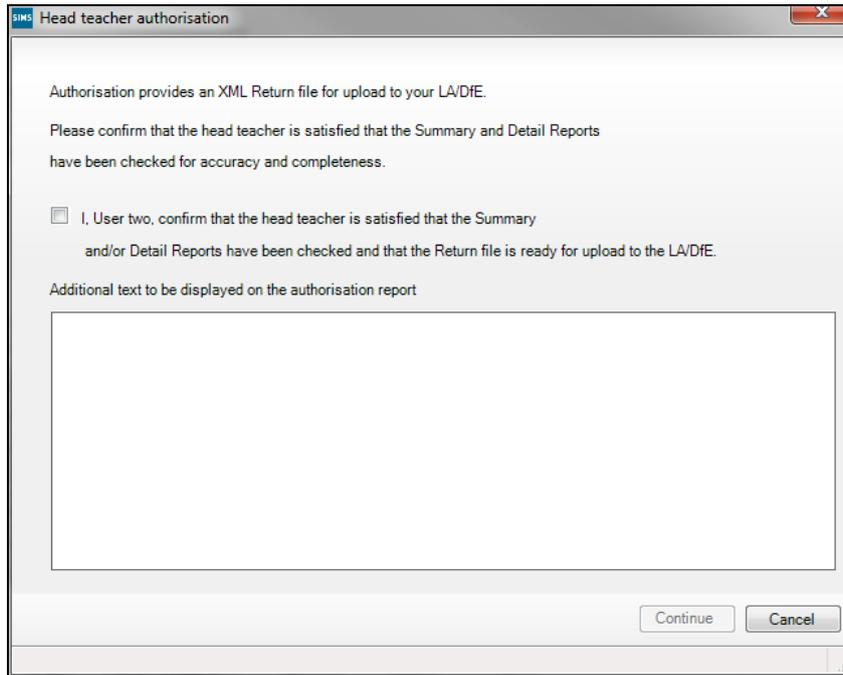 SIMS Head teacher authorisation
Authorisation provides an XML Return file for upload to your LA/DfE.
Please confirm that the head teacher is satisfied that the Summary and Detail Reports
have been checked for accuracy and completeness.
I, User two, confirm that the head teacher is satisfied that the Summary
and/or Detail Reports have been checked and that the Return file is ready for upload to the LA/DfE.
Additional text to be displayed on the authorisation report
Continue Cancel